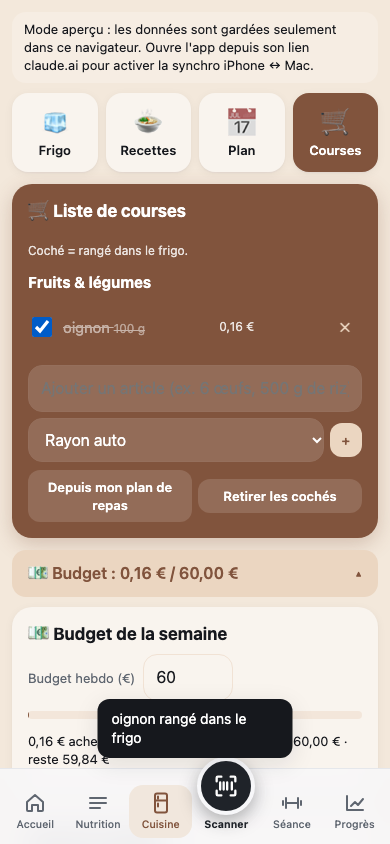 Mode aperçu : les données sont gardées seulement
dans ce navigateur. Ouvre l'app depuis son lien
claude.ai pour activer la synchro iPhone ↔ Mac.
Frigo
Recettes
17
Plan
Courses
Liste de courses
Coché = rangé dans le frigo.
Fruits & légumes
oignon 100 g
0,16 €
×
Rayon auto
+
Depuis mon plan de
repas
Retirer les cochés
Budget : 0,16 € / 60,00 €
▲
Budget de la semaine
Budget hebdo (€)
60
oignon rangé dans le
frigo
0,16 € ache
60,00 € ·
reste 59,84 €
Accueil
Nutrition
Cuisine
Scanner
Séance
Progrès